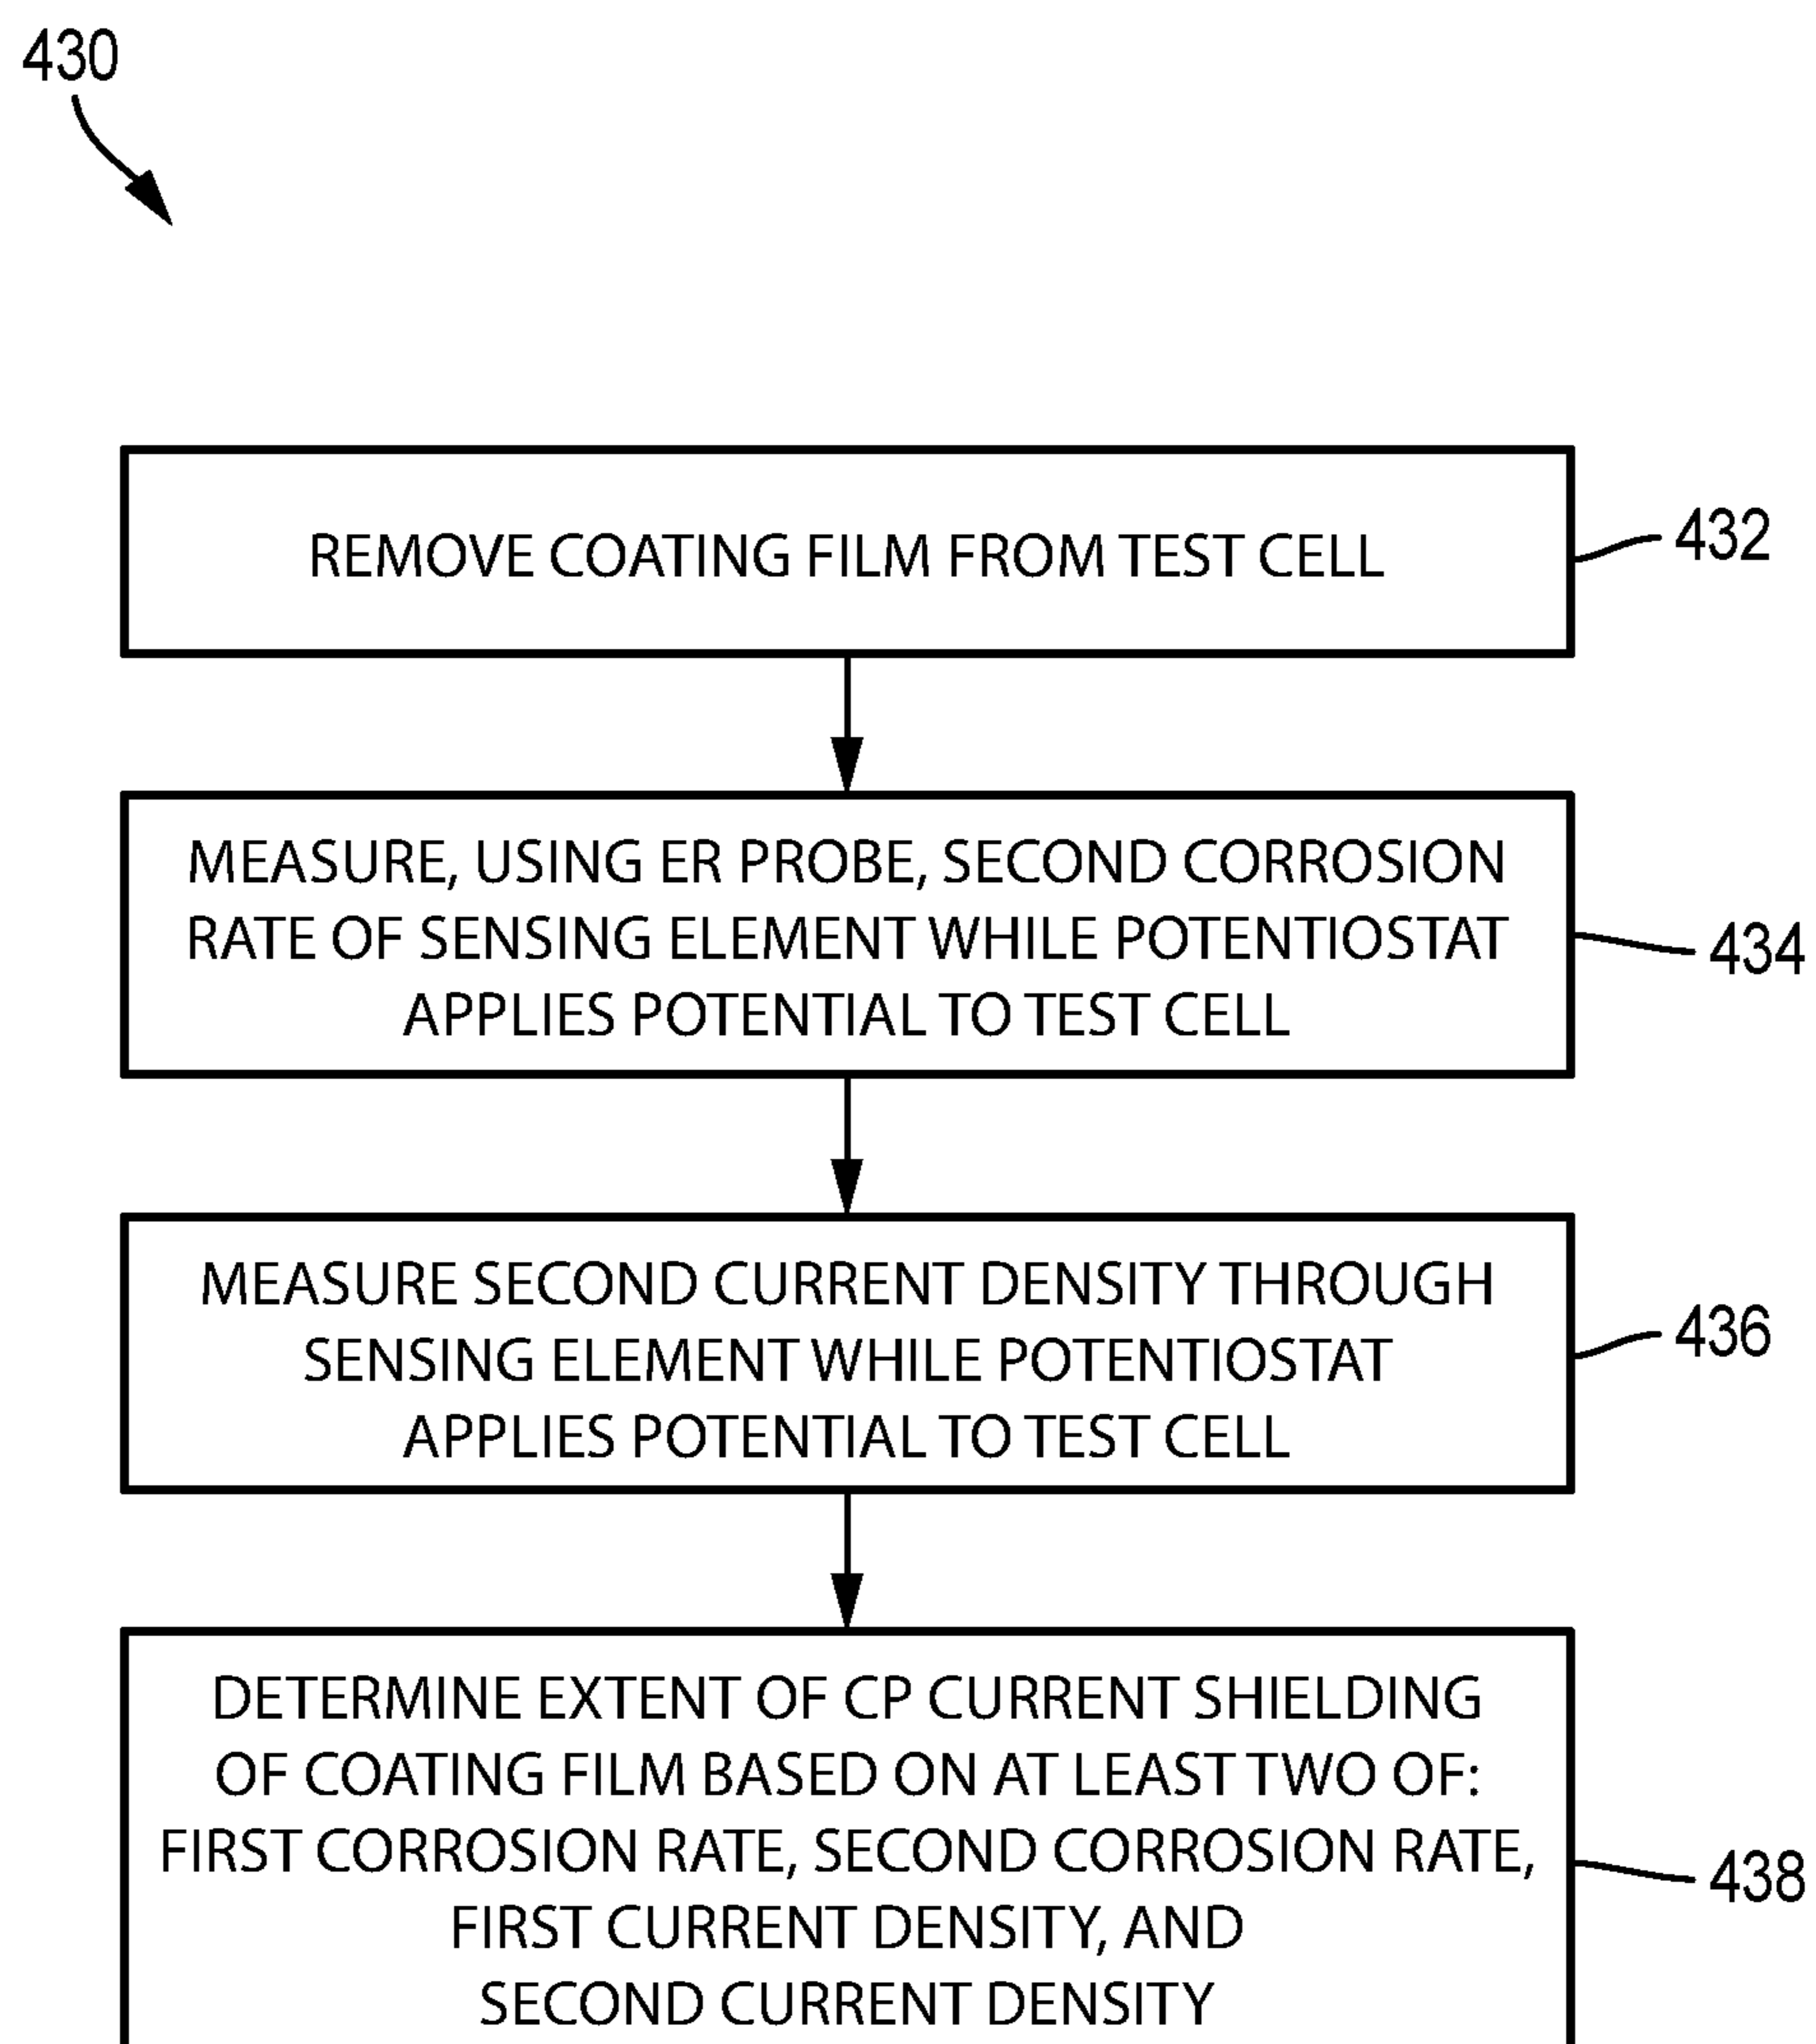 430
REMOVE COATING FILM FROM TEST CELL
432
MEASURE, USING ER PROBE, SECOND CORROSION
RATE OF SENSING ELEMENT WHILE POTENTIOSTAT
APPLIES POTENTIAL TO TEST CELL
434
MEASURE SECOND CURRENT DENSITY THROUGH
SENSING ELEMENT WHILE POTENTIOSTAT
APPLIES POTENTIAL TO TEST CELL
436
DETERMINE EXTENT OF CP CURRENT SHIELDING
OF COATING FILM BASED ON AT LEAST TWO OF:
FIRST CORROSION RATE, SECOND CORROSION RATE,
FIRST CURRENT DENSITY, AND
SECOND CURRENT DENSITY
438